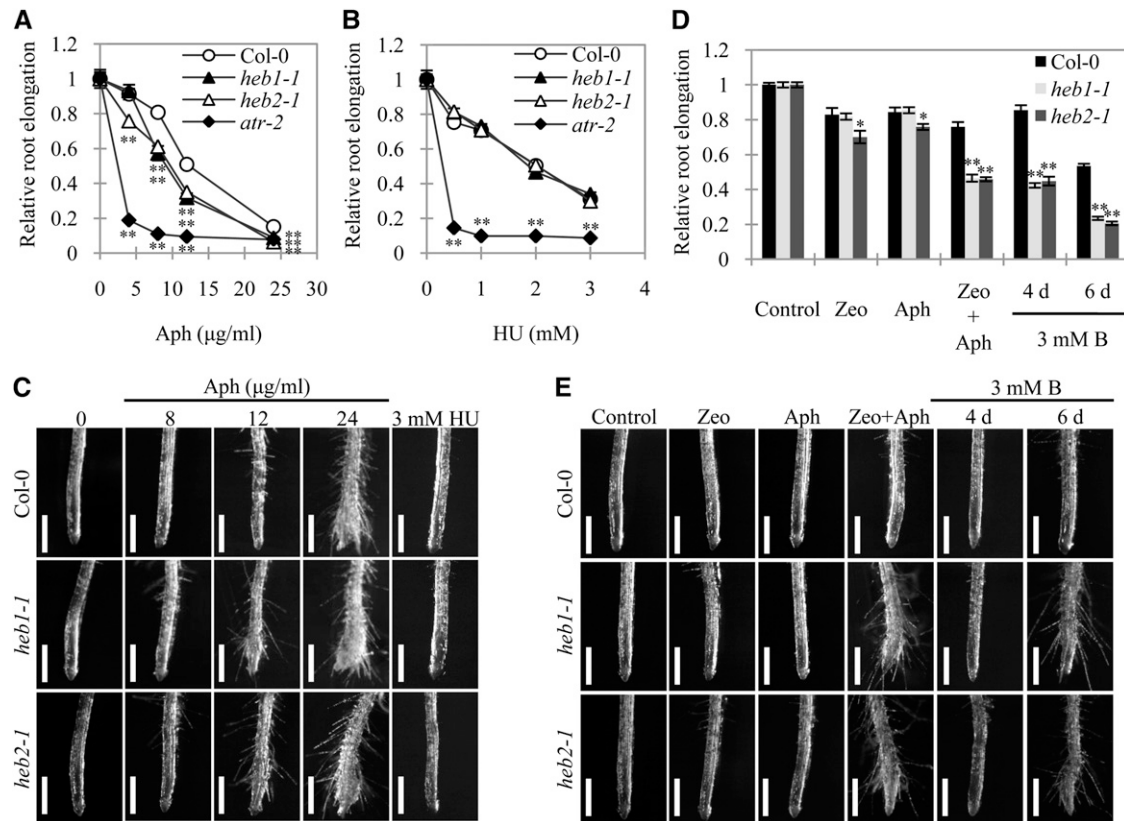 A
Relative root elongation
1.2
1
0.8
0.6
0.4
0.2
0
Col-0
heb1-1
heb2-1
atr-2
**
**
**
**
**
**
**
**
**
**
**
0 5 10 15 20 25 30
Aph (μg/ml)
B
Relative root elongation
1.2
1
0.8
0.6
0.4
0.2
0
Col-0
heb1-1
heb2-1
atr-2
** ** ** **
0 1 2 3 4
HU (mM)
D
Relative root elongation
1.2
1
0.8
0.6
0.4
0.2
0
Col-0
heb1-1
heb2-1
* * ** ** ** ** ** **
Control Zeo Aph Zeo + Aph 4 d 6 d
3 mM B
C
Aph (μg/ml)
0 8 12 24 3 mM HU
Col-0
heb1-1
heb2-1
E
3 mM B
Control Zeo Aph Zeo+Aph 4 d 6 d
Col-0
heb1-1
heb2-1